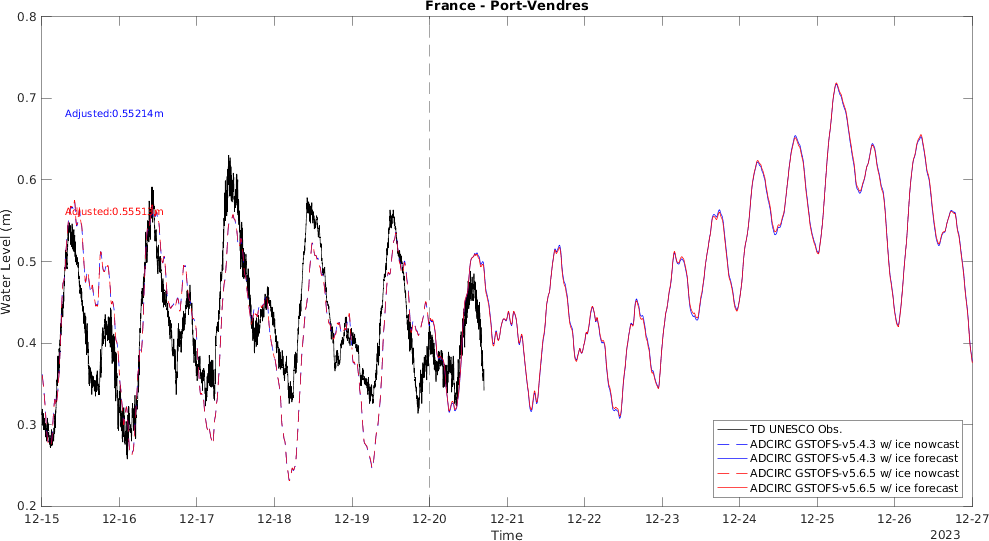 France - Port-Vendres
0.8
0.7
0.6
0.5
0.4
0.3
0.2
Water Level (m)
Adjusted:0.55214m
TD UNESCO Obs.
ADCIRC GSTOFS-v5.4.3 w/ ice nowcast
ADCIRC GSTOFS-v5.4.3 w/ ice forecast
ADCIRC GSTOFS-v5.6.5 w/ ice nowcast
ADCIRC GSTOFS-v5.6.5 w/ ice forecast
12-15 12-16 12-17 12-18 12-19 12-20 12-21 12-22 12-23 12-24 12-25 12-26 12-27
Time
2023